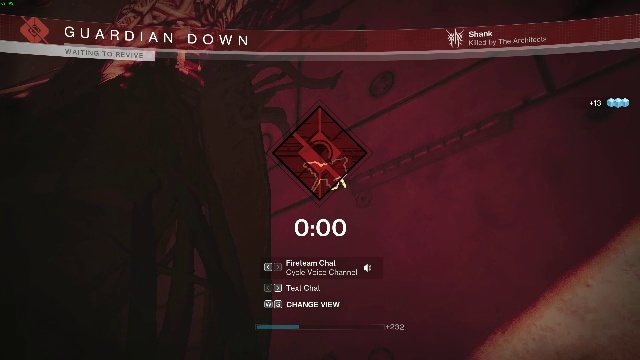 GUARDIAN DOWN
WAITING TO REVIVE
Shank
Killed by The Architects
+13
0:00
Fireteam Chat
Cycle Voice Channel
Text Chat
W S CHANGE VIEW
+232